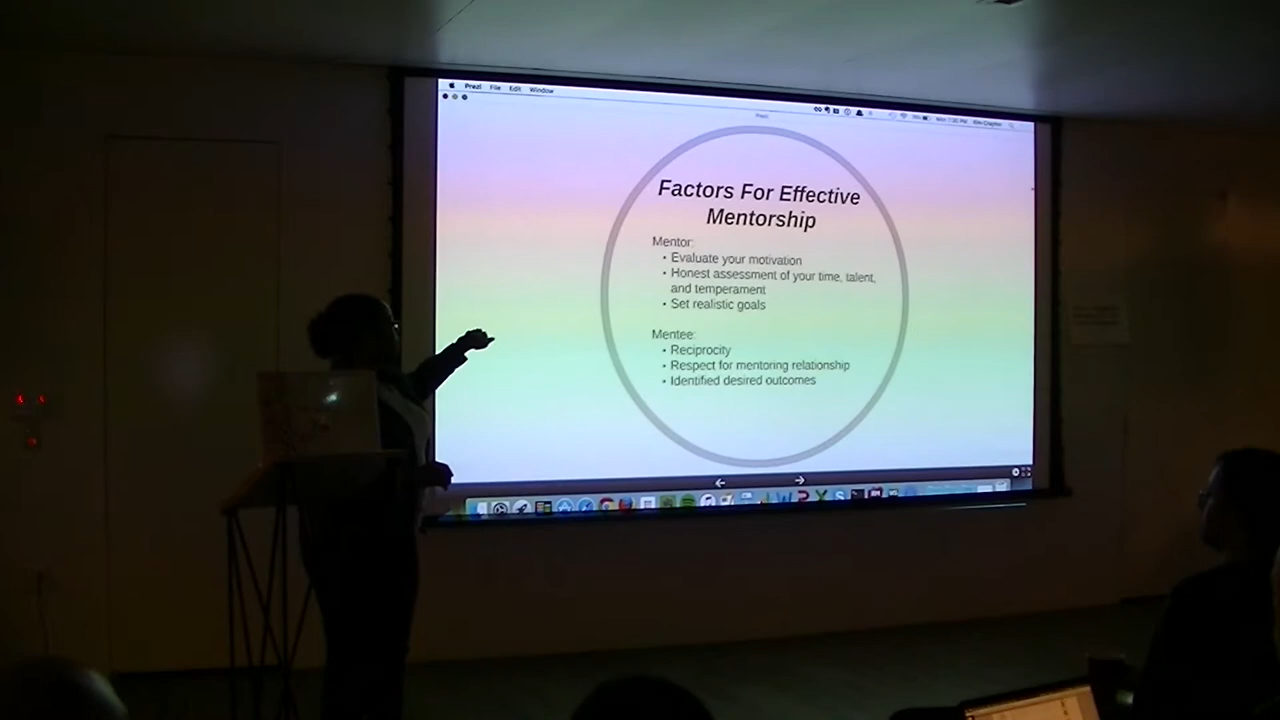 Prezi File Edit Window
Prezi
Factors For Effective
Mentorship
Mentor:
• Evaluate your motivation
• Honest assessment of your time, talent,
and temperament
• Set realistic goals
Mentee:
• Reciprocity
• Respect for mentoring relationship
• Identified desired outcomes